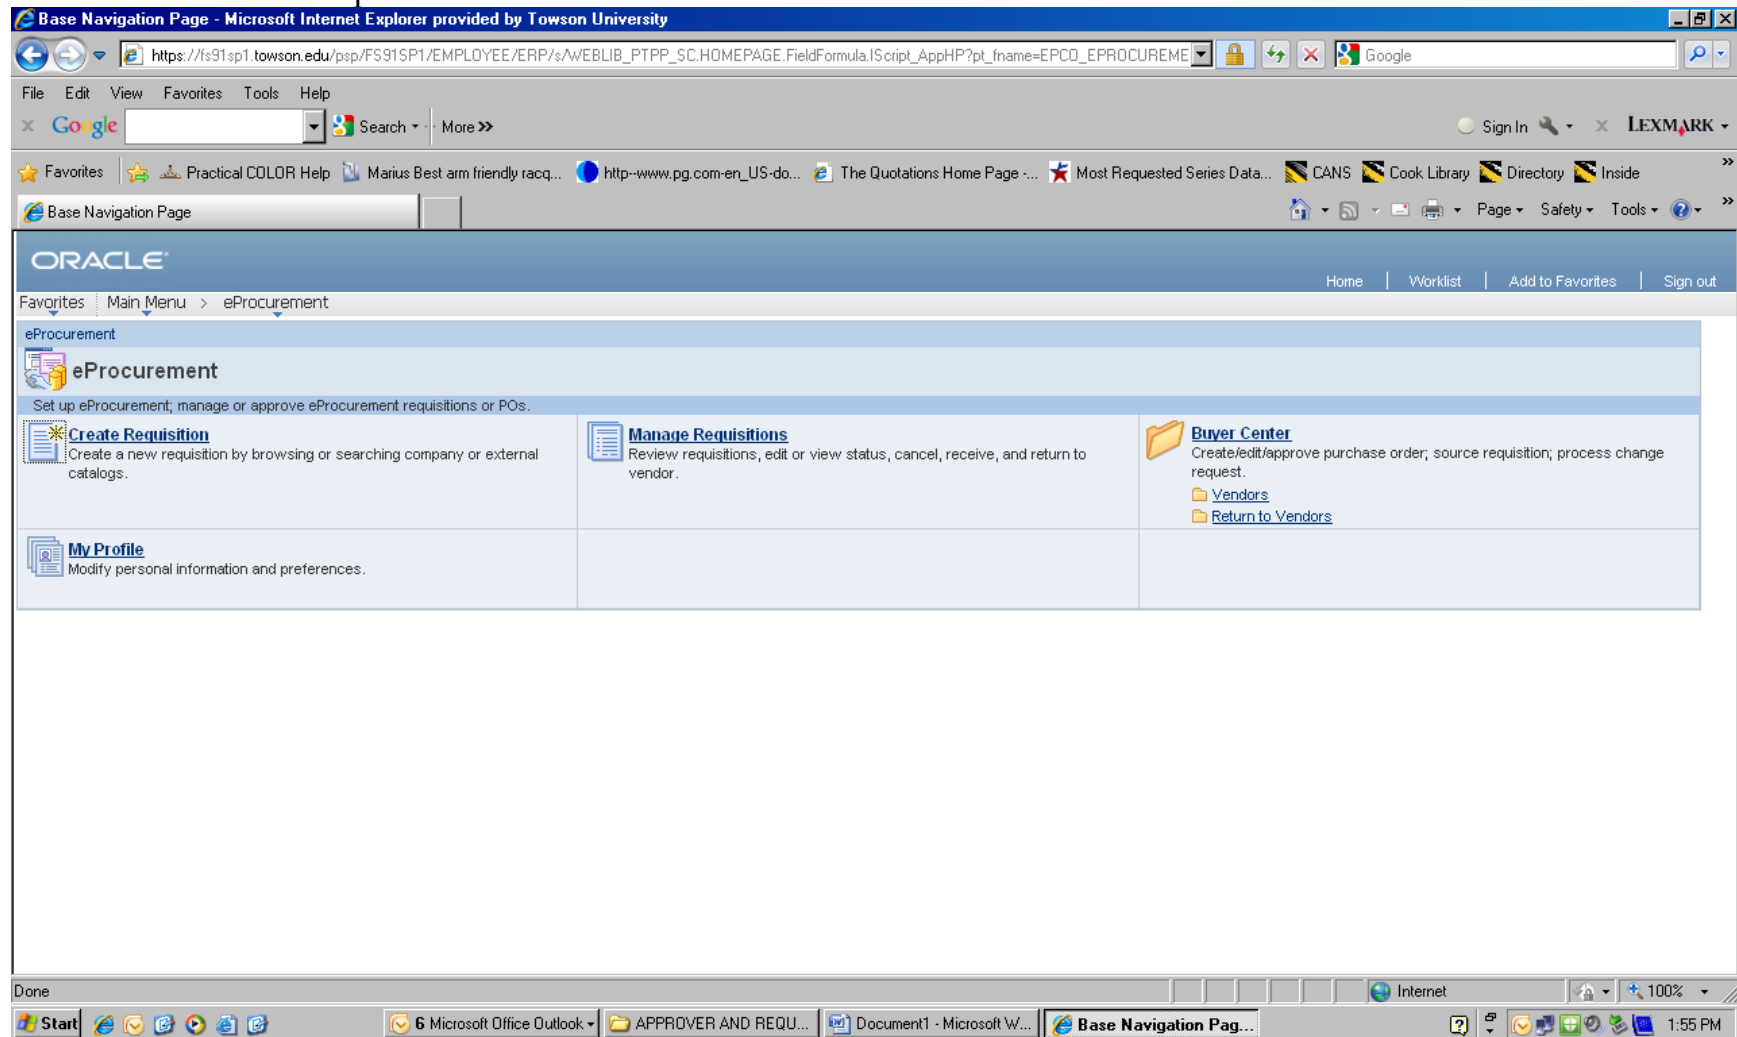 Base Navigation Page - Microsoft Internet Explorer provided by Towson University
https://fs91sp1.towson.edu/psp/FS91SP1/EMPLOYEE/ERP/s/WEBLIB_PTPP_SC.HOMEPAGE.FieldFormula.IScript_AppHP?pt_fname=EPCO_EPROCUREME
Google
File Edit View Favorites Tools Help
Google Search More >> Sign In LEXMARK
Favorites Practical COLOR Help Marius Best arm friendly racq... http--www.pg.com-en_US-do... The Quotations Home Page -... Most Requested Series Data... CANS Cook Library Directory Inside »
Base Navigation Page Page Safety Tools »
ORACLE
Home | Worklist | Add to Favorites | Sign out
Favorites Main Menu > eProcurement
eProcurement
eProcurement
Set up eProcurement; manage or approve eProcurement requisitions or POs.
Create Requisition
Create a new requisition by browsing or searching company or external
catalogs.
Manage Requisitions
Review requisitions, edit or view status, cancel, receive, and return to
vendor.
Buyer Center
Create/edit/approve purchase order; source requisition; process change
request.
Vendors
Return to Vendors
My Profile
Modify personal information and preferences.
Done Internet 100%
Start 6 Microsoft Office Outlook APPROVER AND REQU... Document1 - Microsoft W... Base Navigation Pag... 1:55 PM